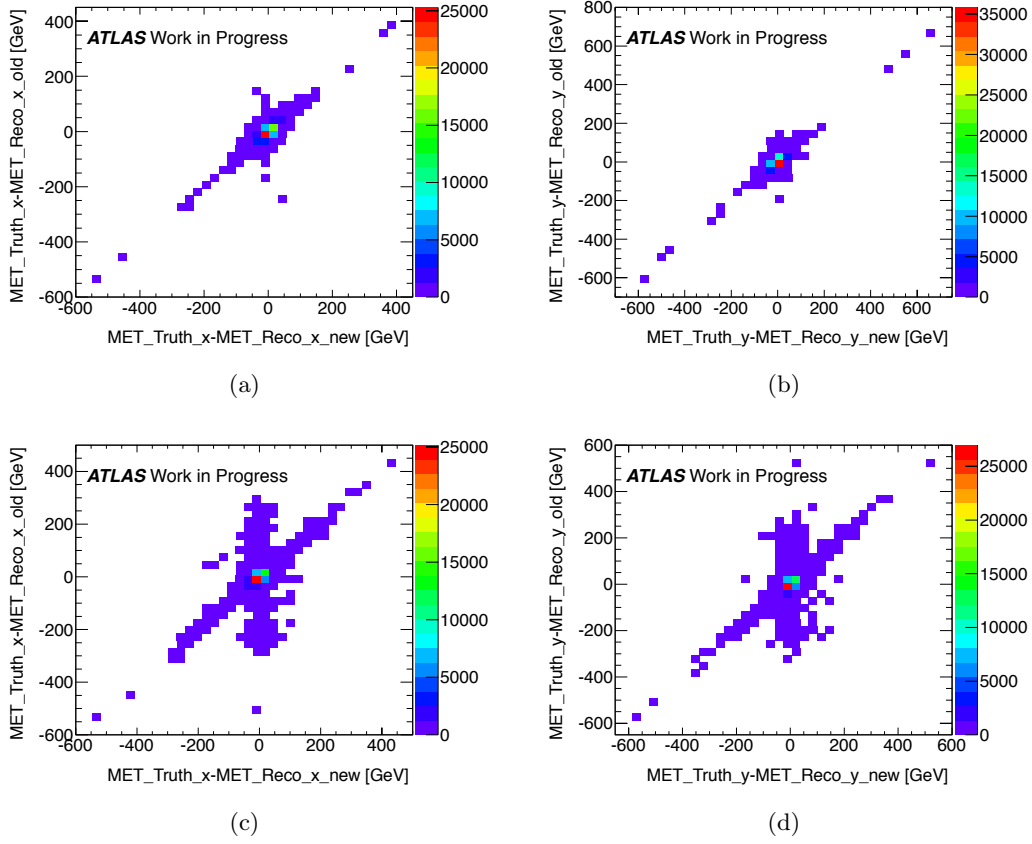 ATLAS Work in Progress
MET_Truth_x-MET_Reco_x_old [GeV]
400
200
0
-200
-400
-600
-600 -400 -200 0 200 400
MET_Truth_x-MET_Reco_x_new [GeV]
25000
20000
15000
10000
5000
0
(a)
ATLAS Work in Progress
MET_Truth_y-MET_Reco_y_old [GeV]
800
600
400
200
0
-200
-400
-600
-600 -400 -200 0 200 400 600
MET_Truth_y-MET_Reco_y_new [GeV]
35000
30000
25000
20000
15000
10000
5000
0
(b)
ATLAS Work in Progress
MET_Truth_x-MET_Reco_x_old [GeV]
400
200
0
-200
-400
-600
-600 -400 -200 0 200 400
MET_Truth_x-MET_Reco_x_new [GeV]
25000
20000
15000
10000
5000
0
(c)
ATLAS Work in Progress
MET_Truth_y-MET_Reco_y_old [GeV]
600
400
200
0
-200
-400
-600
-600 -400 -200 0 200 400 600
MET_Truth_y-MET_Reco_y_new [GeV]
25000
20000
15000
10000
5000
0
(d)